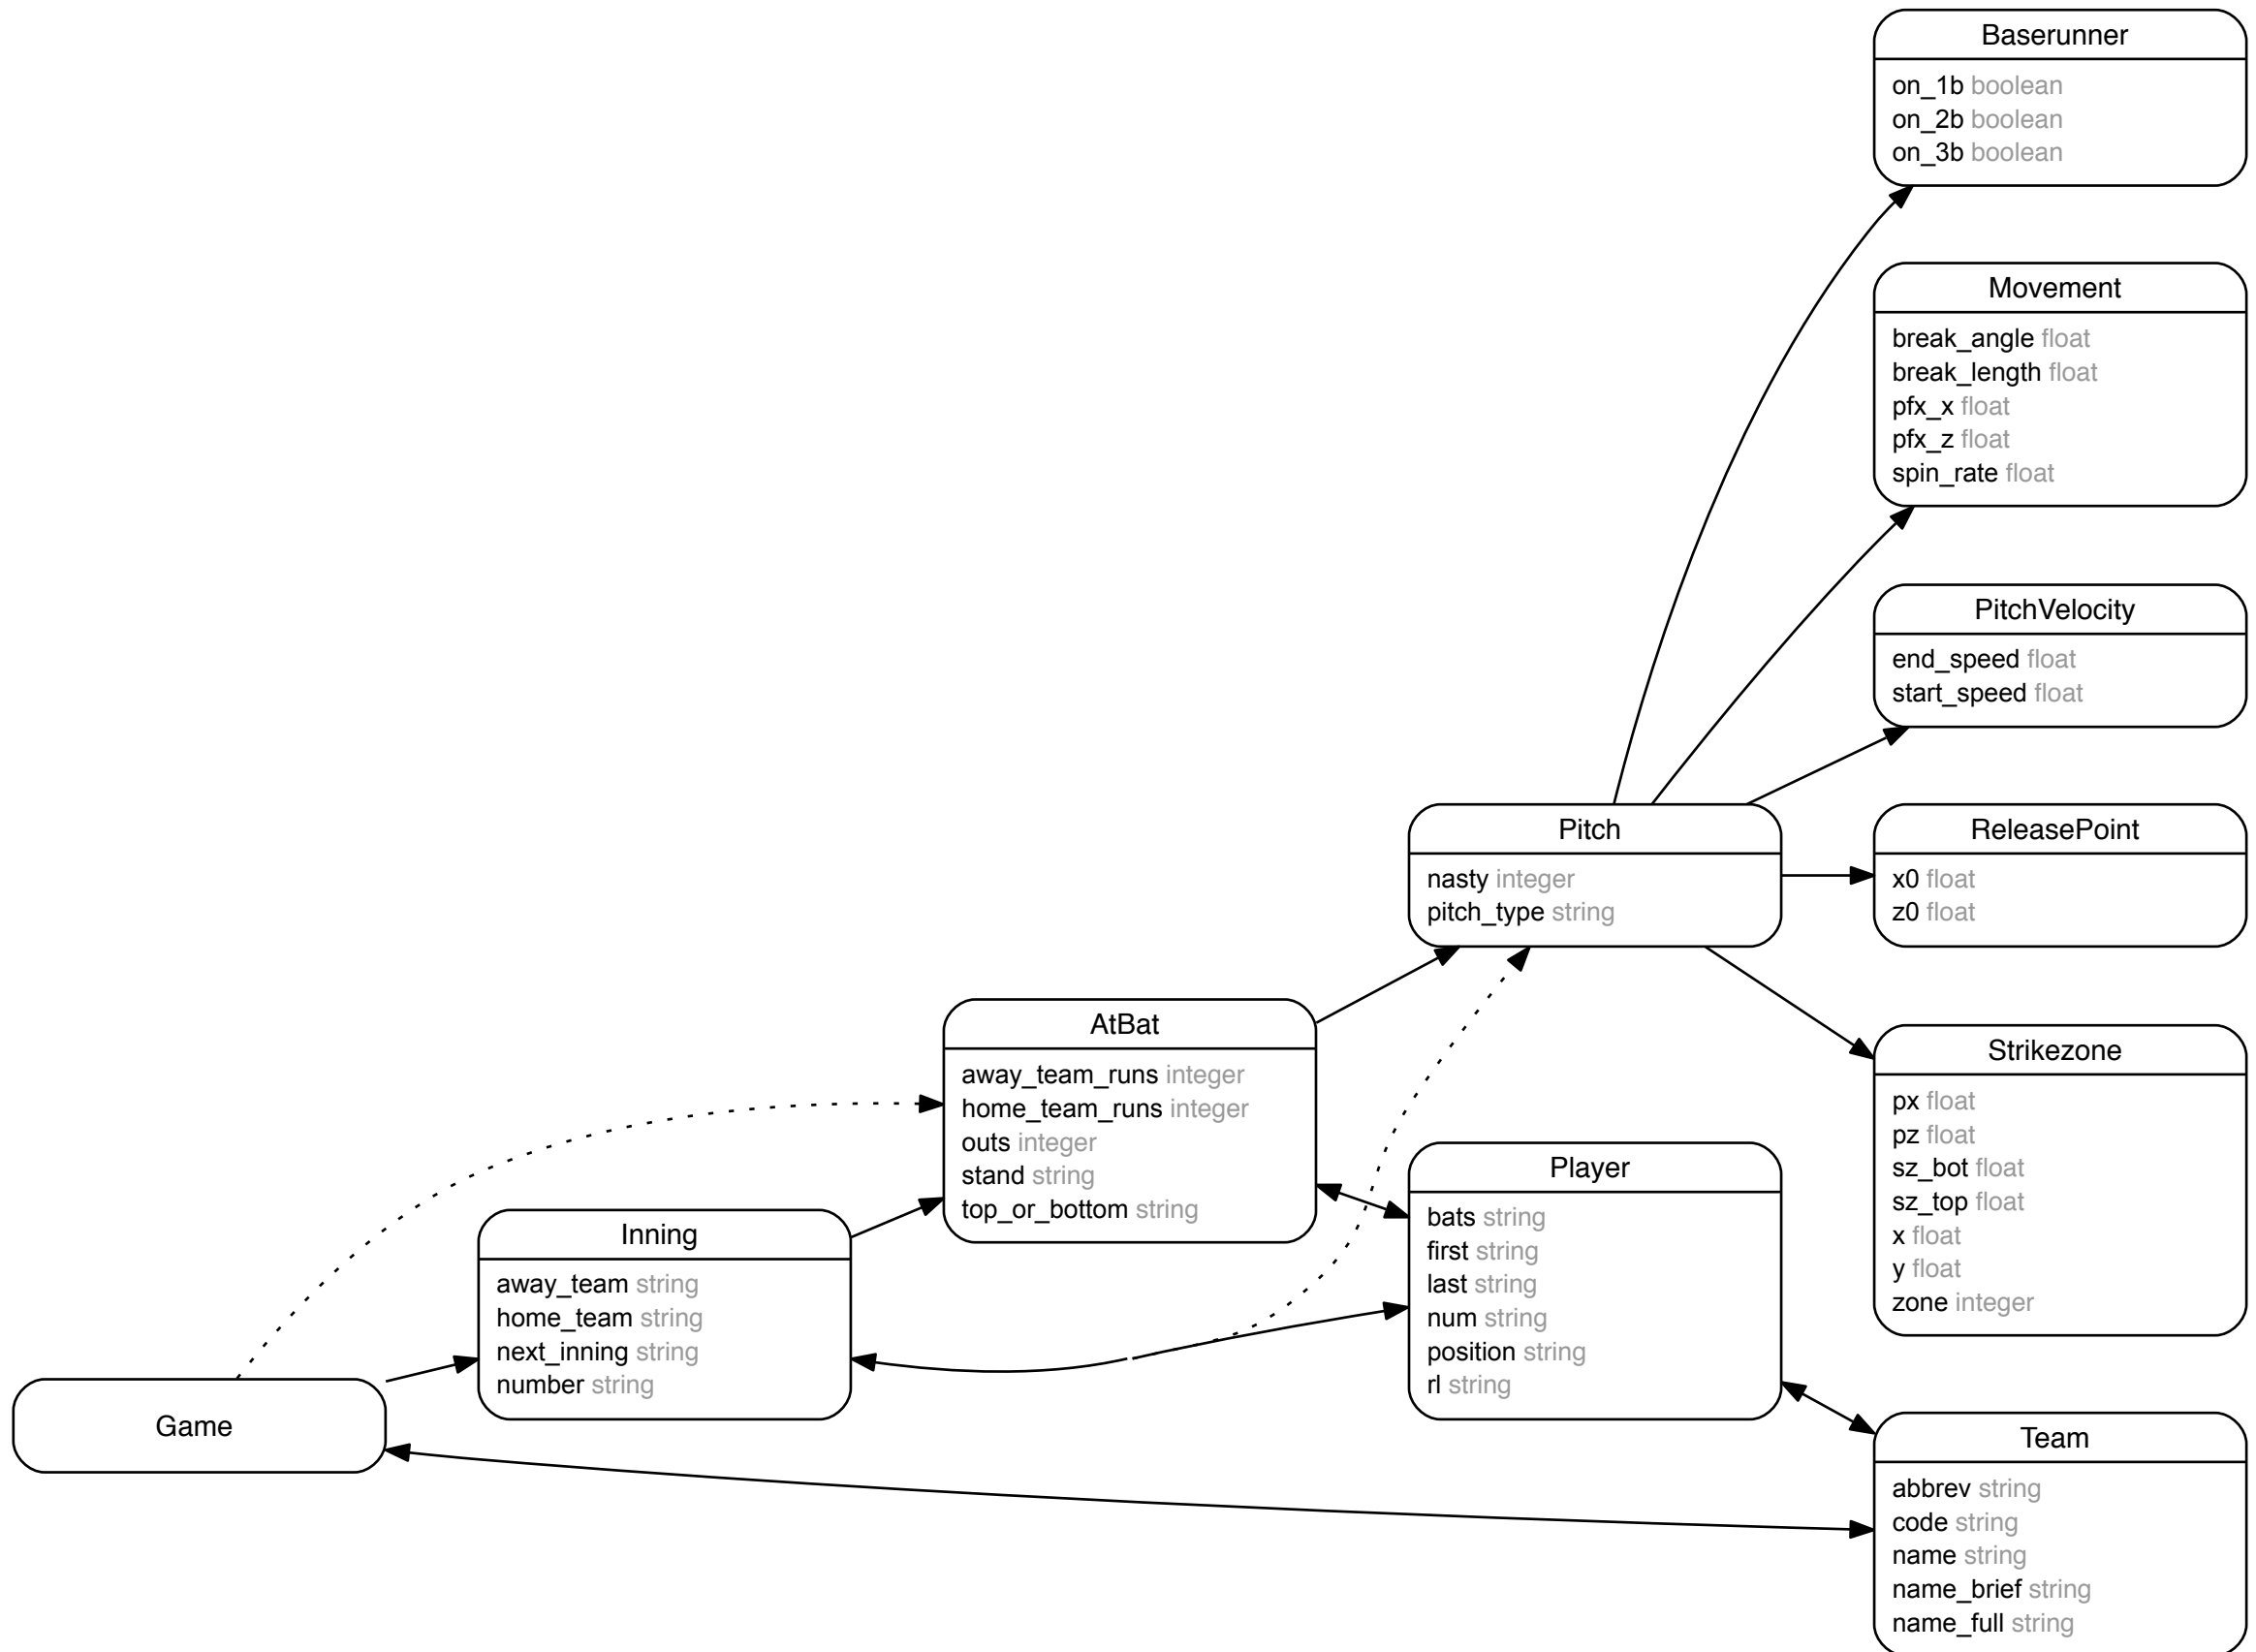 Baserunner
on_1b boolean
on_2b boolean
on_3b boolean
Movement
break_angle float
break_length float
pfx_x float
pfx_z float
spin_rate float
PitchVelocity
end_speed float
start_speed float
Pitch
nasty integer
pitch_type string
ReleasePoint
x0 float
z0 float
AtBat
away_team_runs integer
home_team_runs integer
outs integer
stand string
top_or_bottom string
Strikezone
px float
pz float
sz_bot float
sz_top float
x float
y float
zone integer
Player
bats string
first string
last string
num string
position string
rl string
Inning
away_team string
home_team string
next_inning string
number string
Game
Team
abbrev string
code string
name string
name_brief string
name_full string